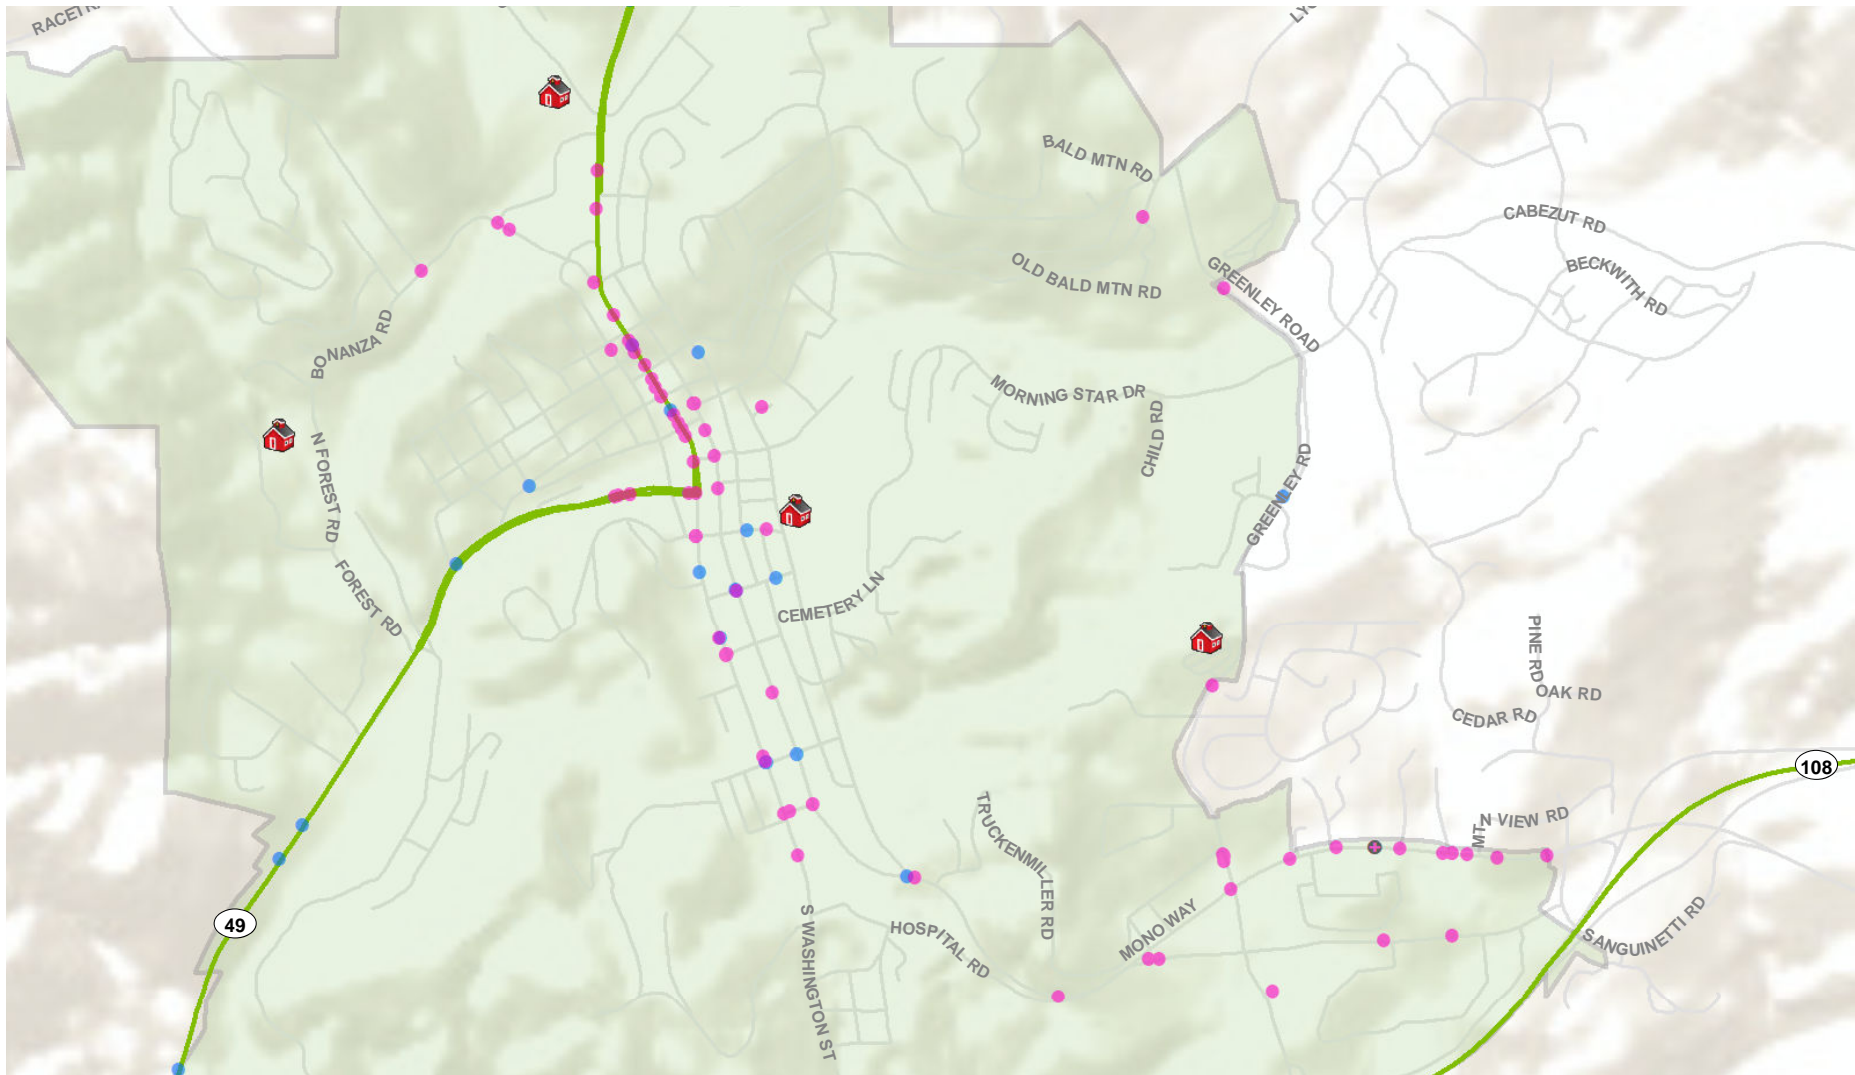 BALD MTN RD
CABEZUT RD
OLD BALD MTN RD
GREENLEY ROAD
BECKWITH RD
BONANZA RD
MORNING STAR DR
CHILD RD
N FOREST RD
GREENLEY RD
FOREST RD
CEMETERY LN
PINE RD
OAK RD
CEDAR RD
108
TRUCKENMILLER RD
MT
N VIEW RD
49
S WASHINGTON ST
HOSPITAL RD
MONO WAY
SANGUINETTI RD